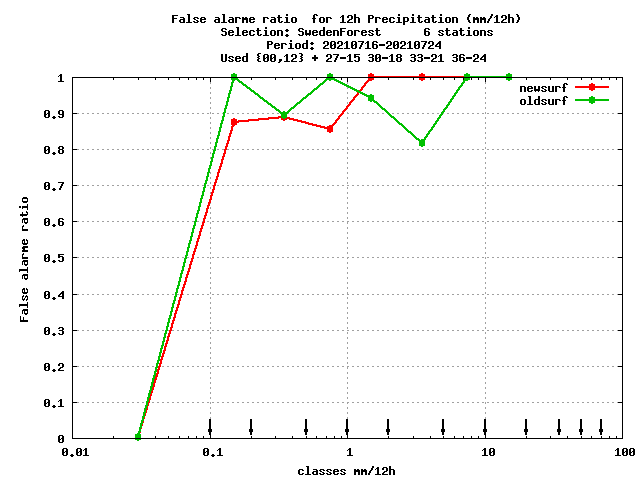 False alarme ratio  for 12h Precipitation (mm/12h)
Selection: SwedenForest      6 stations
Period: 20210716-20210724
Used {00,12} + 27-15 30-18 33-21 36-24
newsurf
oldsurf
1
0.9
0.8
0.7
0.6
0.5
0.4
0.3
0.2
0.1
0
False alarme ratio
0.01 0.1 1 10 100
classes mm/12h